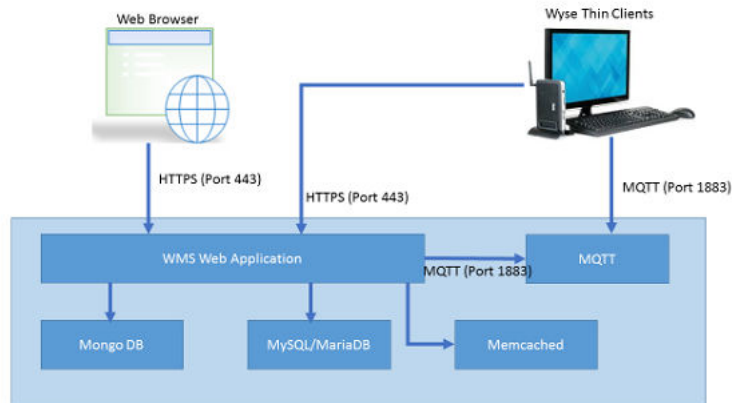 Web Browser
Wyse Thin Clients
HTTPS (Port 443)
HTTPS (Port 443)
MQTT (Port 1883)
WMS Web Application
MQTT (Port 1883)
MQTT
Mongo DB
MySQL/MariaDB
Memcached